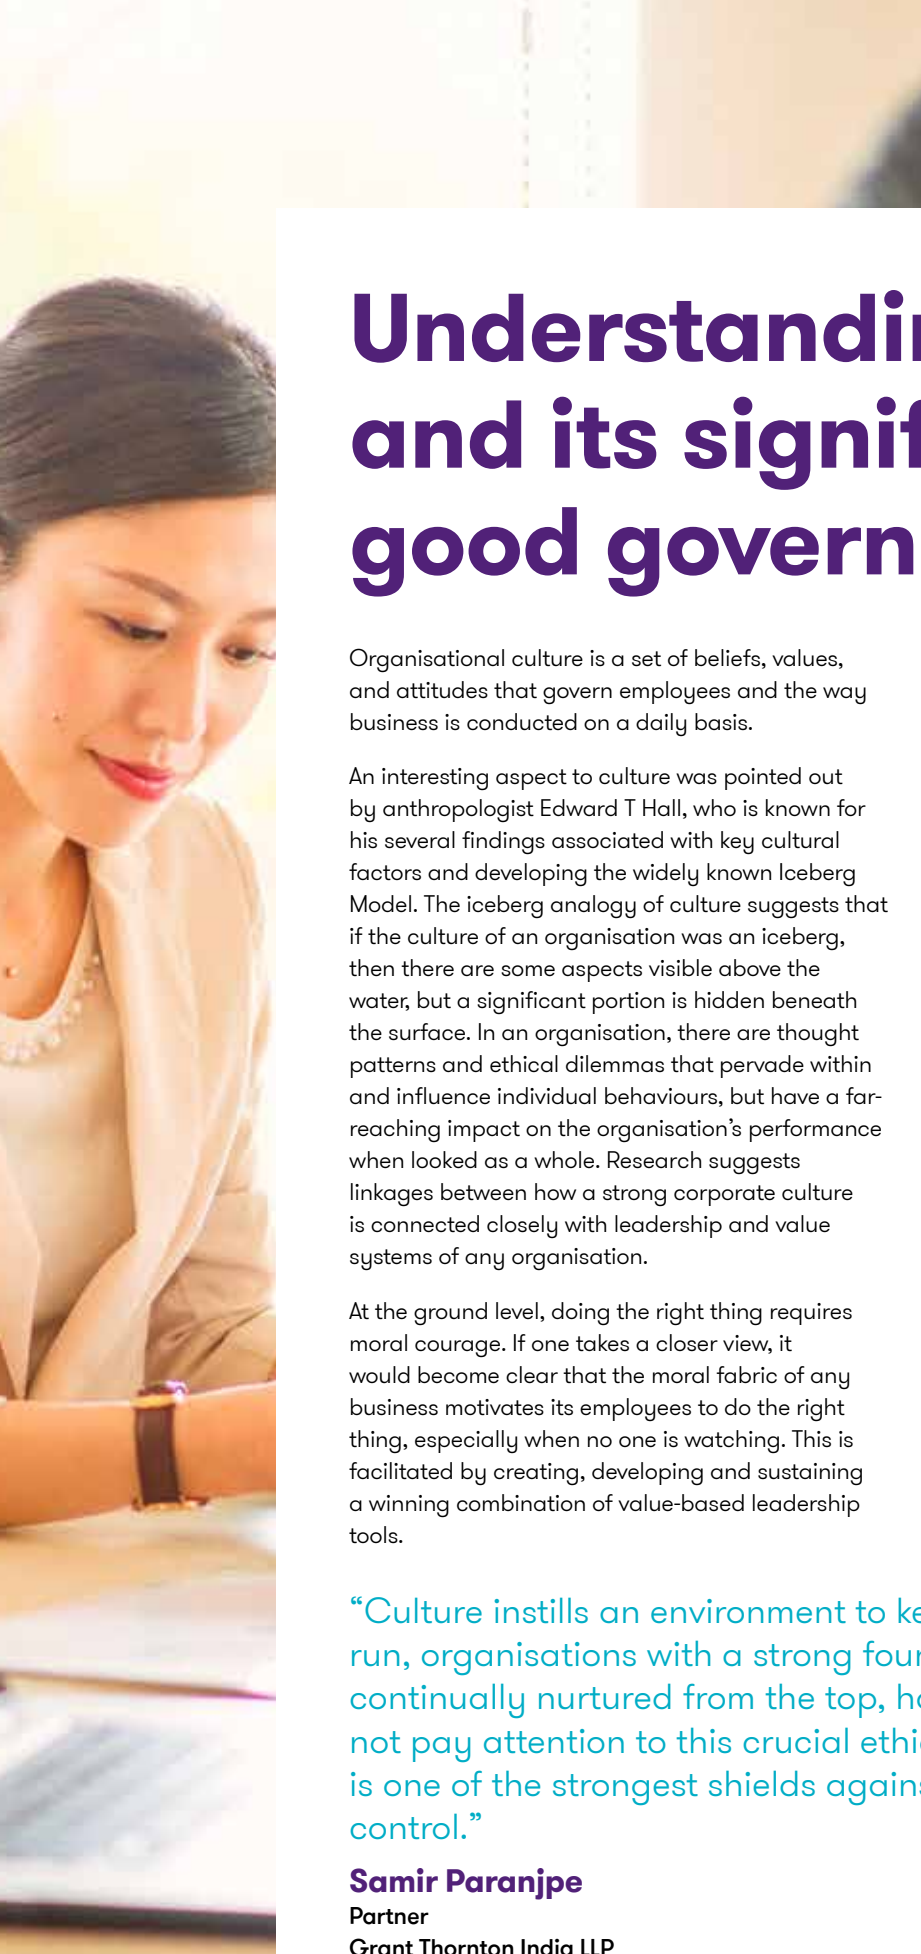 Understandin
and its signif
good govern
Organisational culture is a set of beliefs, values,
and attitudes that govern employees and the way
business is conducted on a daily basis.
An interesting aspect to culture was pointed out
by anthropologist Edward T Hall, who is known for
his several findings associated with key cultural
factors and developing the widely known Iceberg
Model. The iceberg analogy of culture suggests that
if the culture of an organisation was an iceberg,
then there are some aspects visible above the
water, but a significant portion is hidden beneath
the surface. In an organisation, there are thought
patterns and ethical dilemmas that pervade within
and influence individual behaviours, but have a far-
reaching impact on the organisation’s performance
when looked as a whole. Research suggests
linkages between how a strong corporate culture
is connected closely with leadership and value
systems of any organisation.
At the ground level, doing the right thing requires
moral courage. If one takes a closer view, it
would become clear that the moral fabric of any
business motivates its employees to do the right
thing, especially when no one is watching. This is
facilitated by creating, developing and sustaining
a winning combination of value-based leadership
tools.
“Culture instills an environment to ke
run, organisations with a strong four
continually nurtured from the top, ho
not pay attention to this crucial ethi
is one of the strongest shields agains
control.”
Samir Paranjpe
Partner
Grant Thornton India LLP